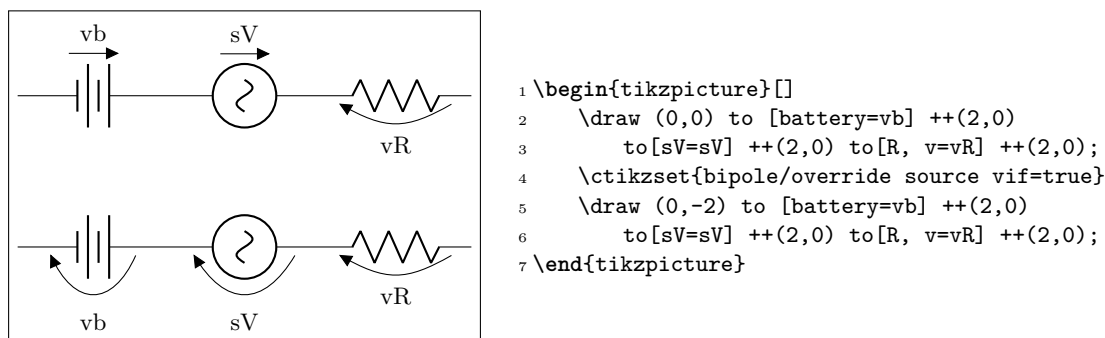 vb sV
vR
vb sV vR
1 \begin{tikzpicture}[]
2 \draw (0,0) to [battery=vb] ++(2,0)
3 to[sV=sV] ++(2,0) to[R, v=vR] ++(2,0);
4 \ctikzset{bipole/override source vif=true}
5 \draw (0,-2) to [battery=vb] ++(2,0)
6 to[sV=sV] ++(2,0) to[R, v=vR] ++(2,0);
7 \end{tikzpicture}